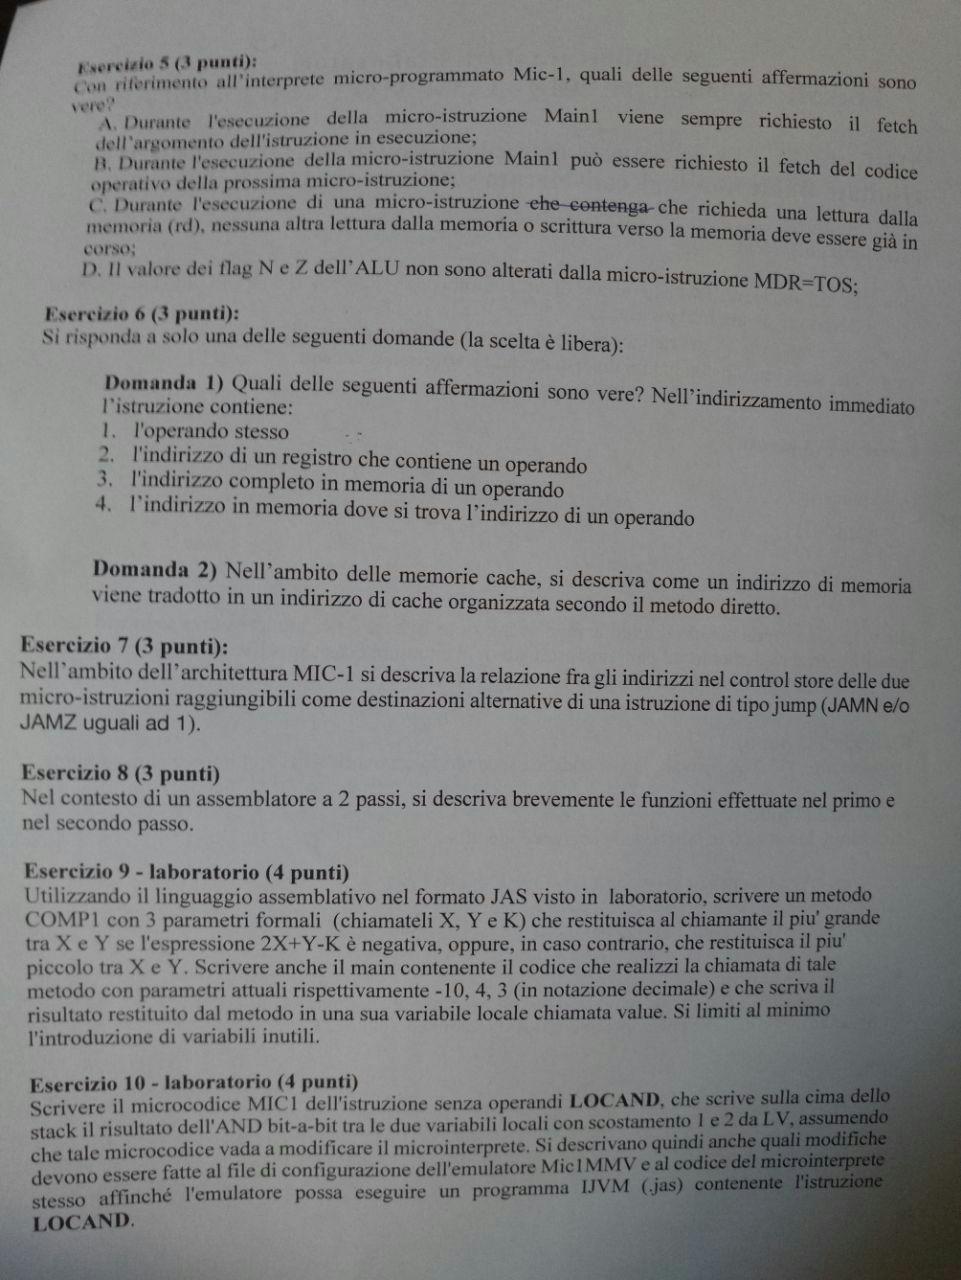 Esercizio 5 (3 punti):
Con riferimento all'interprete micro-programmato Mic-1, quali delle seguenti affermazioni sono
vere?
A. Durante l'esecuzione della micro-istruzione Main1 viene sempre richiesto il fetch
dell'argomento dell'istruzione in esecuzione;
B. Durante l'esecuzione della micro-istruzione Main1 può essere richiesto il fetch del codice
operativo della prossima micro-istruzione;
C. Durante l'esecuzione di una micro-istruzione che contenga che richieda una lettura dalla
memoria (rd), nessuna altra lettura dalla memoria o scrittura verso la memoria deve essere già in
corso;
D. Il valore dei flag N e Z dell'ALU non sono alterati dalla micro-istruzione MDR=TOS;
Esercizio 6 (3 punti):
Si risponda a solo una delle seguenti domande (la scelta è libera):
Domanda 1) Quali delle seguenti affermazioni sono vere? Nell'indirizzamento immediato
l'istruzione contiene:
1. l'operando stesso
2. l'indirizzo di un registro che contiene un operando
3. l'indirizzo completo in memoria di un operando
4. l'indirizzo in memoria dove si trova l'indirizzo di un operando
Domanda 2) Nell'ambito delle memorie cache, si descriva come un indirizzo di memoria
viene tradotto in un indirizzo di cache organizzata secondo il metodo diretto.
Esercizio 7 (3 punti):
Nell'ambito dell'architettura MIC-1 si descriva la relazione fra gli indirizzi nel control store delle due
micro-istruzioni raggiungibili come destinazioni alternative di una istruzione di tipo jump (JAMN e/o
JAMZ uguali ad 1).
Esercizio 8 (3 punti)
Nel contesto di un assemblatore a 2 passi, si descriva brevemente le funzioni effettuate nel primo e
nel secondo passo.
Esercizio 9 - laboratorio (4 punti)
Utilizzando il linguaggio assemblativo nel formato JAS visto in laboratorio, scrivere un metodo
COMP1 con 3 parametri formali (chiamateli X, Y e K) che restituisca al chiamante il piu' grande
tra X e Y se l'espressione 2X+Y-K è negativa, oppure, in caso contrario, che restituisca il piu'
piccolo tra X e Y. Scrivere anche il main contenente il codice che realizzi la chiamata di tale
metodo con parametri attuali rispettivamente -10, 4, 3 (in notazione decimale) e che scriva il
risultato restituito dal metodo in una sua variabile locale chiamata value. Si limiti al minimo
l'introduzione di variabili inutili.
Esercizio 10 - laboratorio (4 punti)
Scrivere il microcodice MIC1 dell'istruzione senza operandi LOCAND, che scrive sulla cima dello
stack il risultato dell'AND bit-a-bit tra le due variabili locali con scostamento 1 e 2 da LV, assumendo
che tale microcodice vada a modificare il microinterprete. Si descrivano quindi anche quali modifiche
devono essere fatte al file di configurazione dell'emulatore Mic1MMV e al codice del microinterprete
stesso affinché l'emulatore possa eseguire un programma IJVM (.jas) contenente l'istruzione
LOCAND.